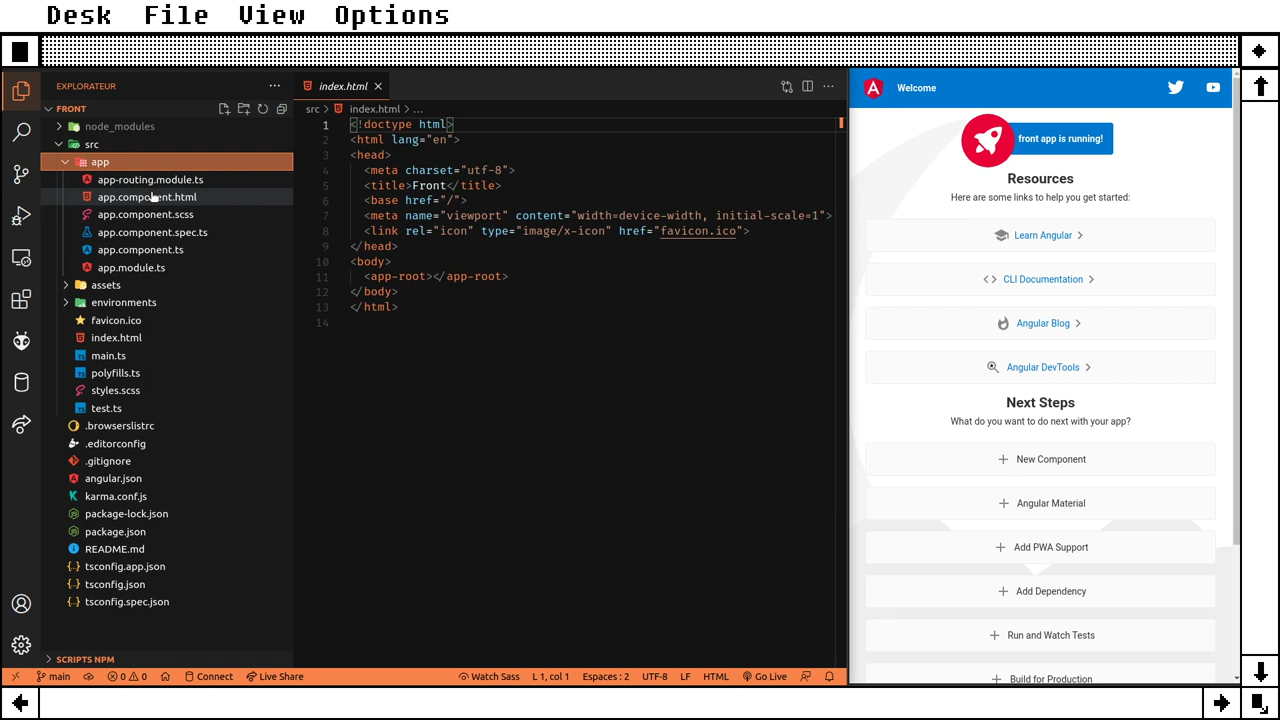 Desk File View Options
EXPLORATEUR
FRONT
node_modules
src
app
app-routing.module.ts
app.component.html
app.component.scss
app.component.spec.ts
app.component.ts
app.module.ts
assets
environments
favicon.ico
index.html
main.ts
polyfills.ts
styles.scss
test.ts
.browserslistrc
.editorconfig
.gitignore
angular.json
karma.conf.js
package-lock.json
package.json
README.md
tsconfig.app.json
tsconfig.json
tsconfig.spec.json
SCRIPTS NPM
index.html
src > index.html > ...
1 <!doctype html>
2 <html lang="en">
3 <head>
4 <meta charset="utf-8">
5 <title>Front</title>
6 <base href="/">
7 <meta name="viewport" content="width=device-width, initial-scale=1">
8 <link rel="icon" type="image/x-icon" href="favicon.ico">
9 </head>
10 <body>
11 <app-root></app-root>
12 </body>
13 </html>
14
main 0 0 Connect Live Share Watch Sass L 1, col 1 Espaces : 2 UTF-8 LF HTML Go Live
Welcome
front app is running!
Resources
Here are some links to help you get started:
Learn Angular
CLI Documentation
Angular Blog
Angular DevTools
Next Steps
What do you want to do next with your app?
New Component
Angular Material
Add PWA Support
Add Dependency
Run and Watch Tests
Build for Production